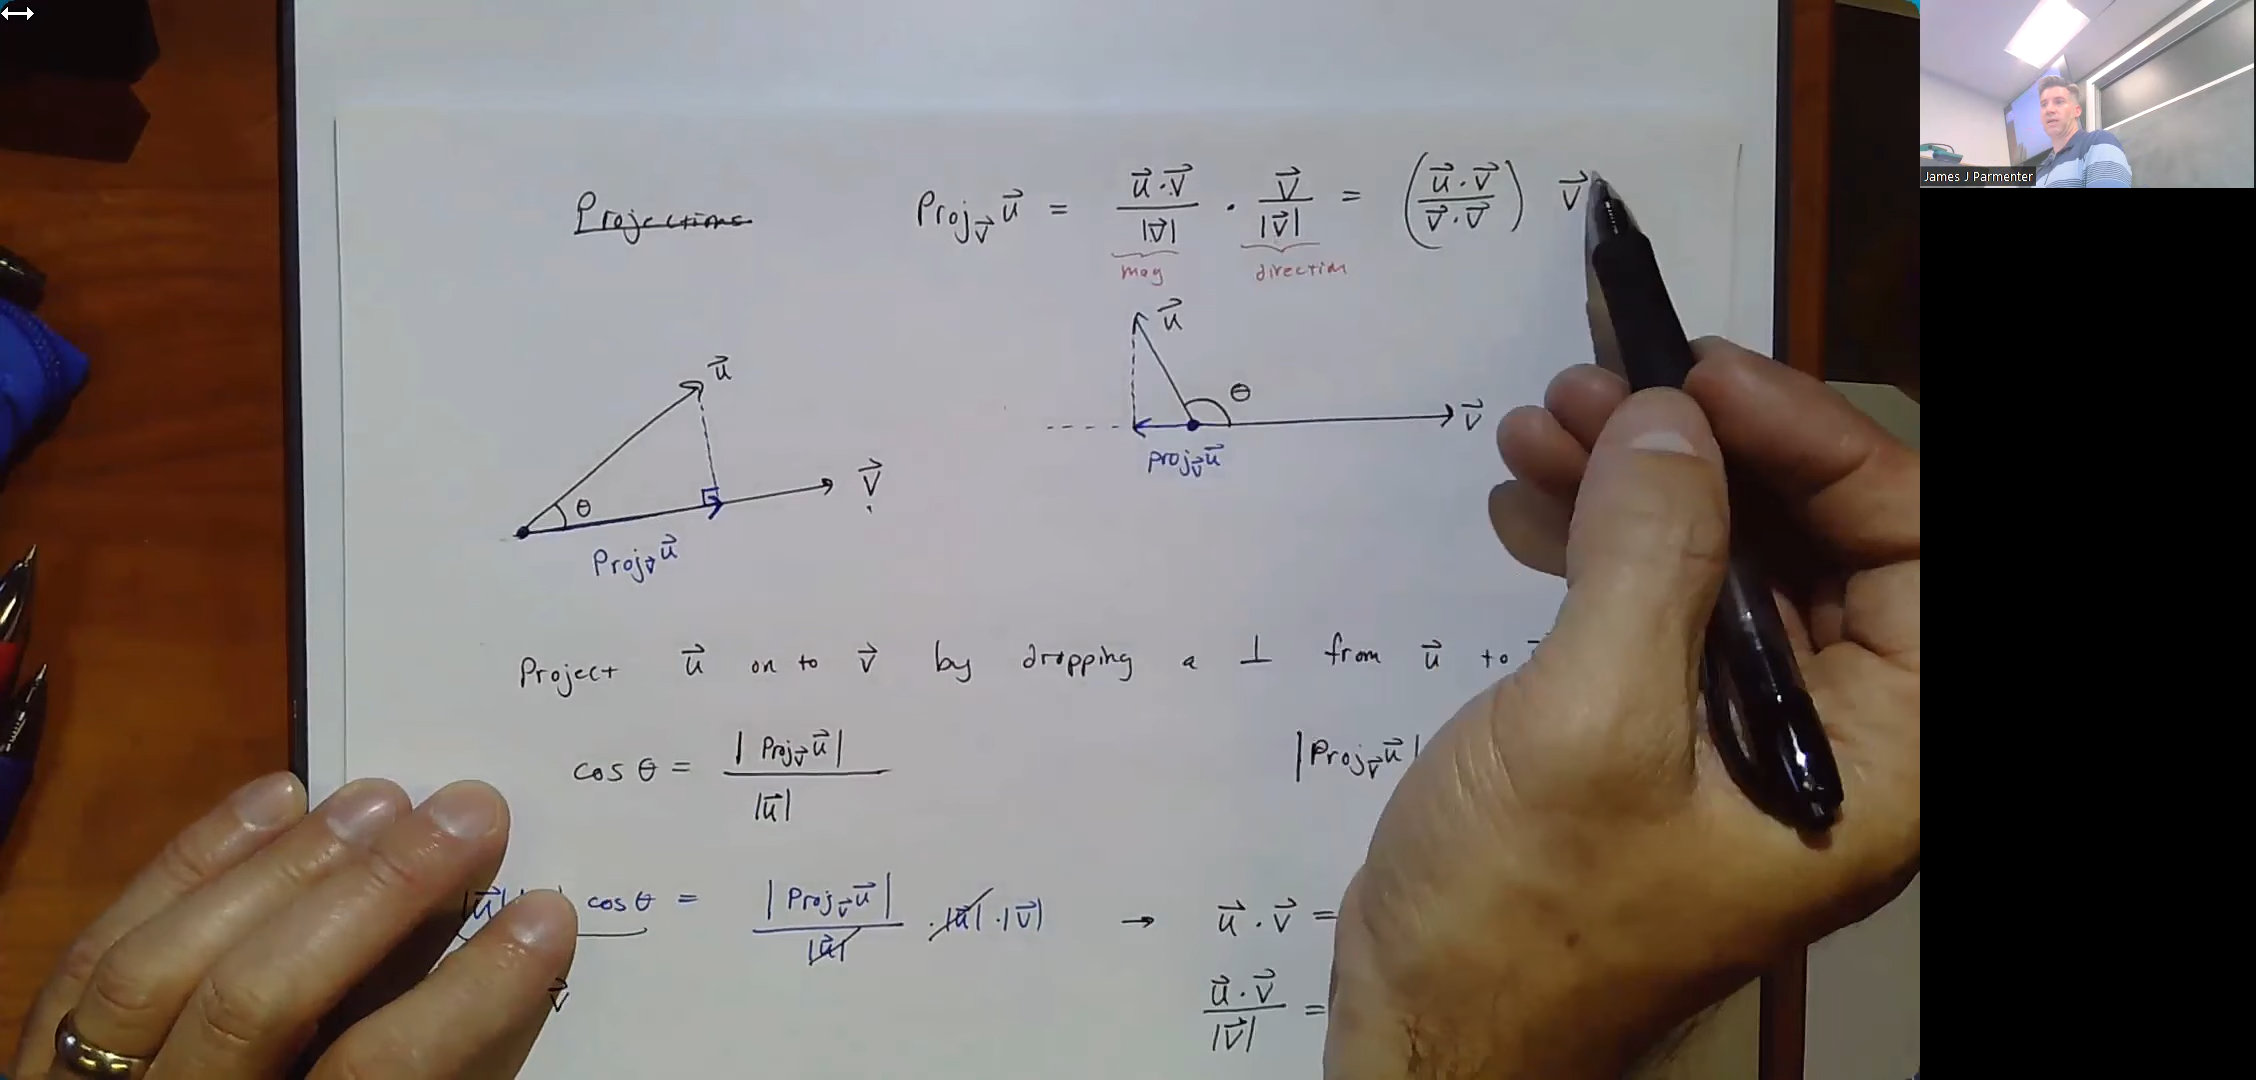 Projections
Proj_v⃗ u⃗ = (u⃗ · v⃗)/|v⃗| · v⃗/|v⃗| = ((u⃗ · v⃗)/(v⃗ · v⃗)) v⃗
mag direction
u⃗ θ v⃗ Proj_v⃗ u⃗
u⃗ θ v⃗ proj_v⃗ u⃗
Project u⃗ on to v⃗ by dropping a ⊥ from u⃗ to
cos θ = |Proj_v⃗ u⃗|/|u⃗| |Proj_v⃗ u⃗|
|u⃗| cos θ = |Proj_v⃗ u⃗|/|u⃗| · |u⃗| · |v⃗| → u⃗ · v⃗ =
v⃗ (u⃗ · v⃗)/|v⃗| =
James J Parmenter